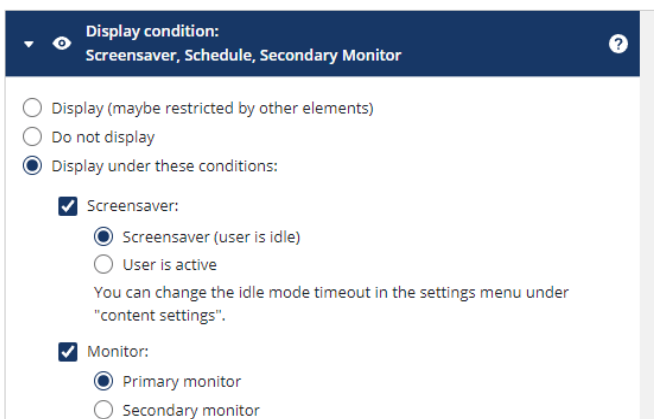 Display condition:
Screensaver, Schedule, Secondary Monitor
?
Display (maybe restricted by other elements)
Do not display
Display under these conditions:
Screensaver:
Screensaver (user is idle)
User is active
You can change the idle mode timeout in the settings menu under
"content settings".
Monitor:
Primary monitor
Secondary monitor